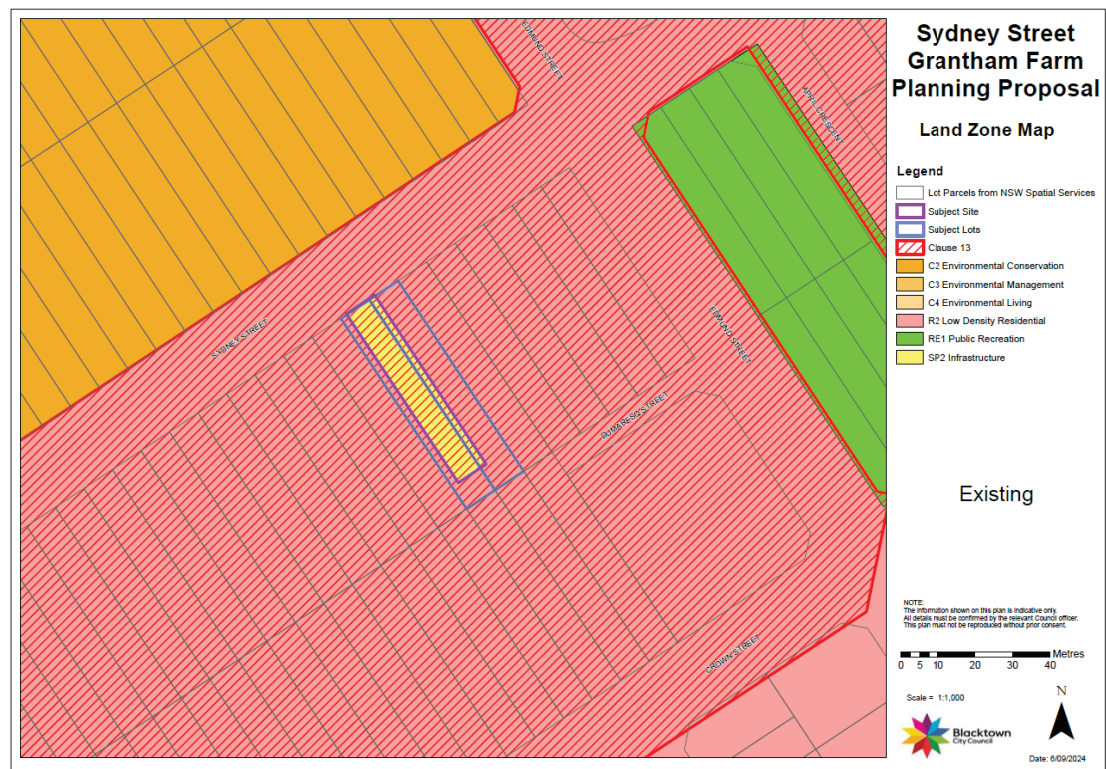 Sydney Street
Grantham Farm
Planning Proposal
Land Zone Map
Legend
Lot Parcels from NSW Spatial Services
Subject Site
Subject Lots
Clause 13
C2 Environmental Conservation
C3 Environmental Management
C4 Environmental Living
R2 Low Density Residential
RE1 Public Recreation
SP2 Infrastructure
EDMUND STREET
APRIL CRESCENT
SYDNEY STREET
EDMUND STREET
DUMARESQ STREET
CROWN STREET
Existing
NOTE:
The information shown on this plan is indicative only.
All details must be confirmed by the relevant Council officer.
This plan must not be reproduced without prior consent.
Metres
0 5 10 20 30 40
Scale = 1:1,000
N
Blacktown
City Council
Date: 6/09/2024